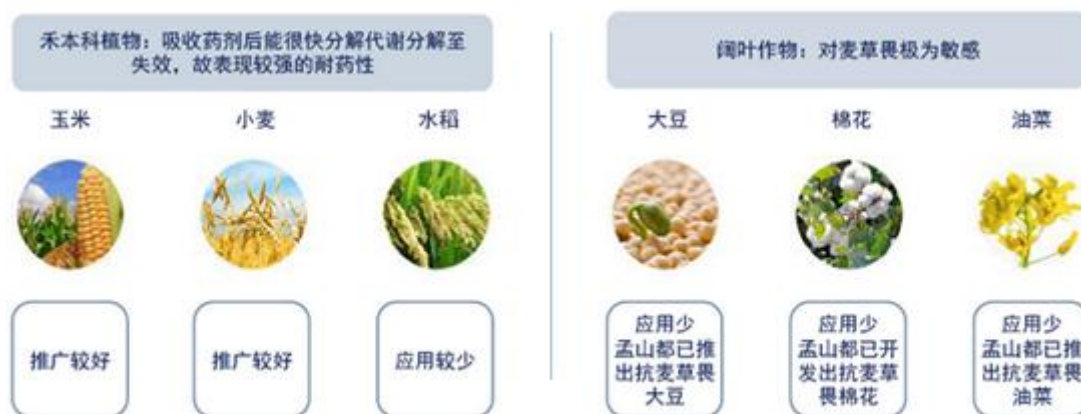 禾本科植物：吸收药剂后能很快分解代谢分解至
失效，故表现较强的耐药性
阔叶作物：对麦草畏极为敏感
玉米
小麦
水稻
大豆
棉花
油菜
推广较好
推广较好
应用较少
应用少
孟山都已推
出抗麦草畏
大豆
应用少
孟山都已开
发出抗麦草
畏棉花
应用少
孟山都已推
出抗麦草畏
油菜